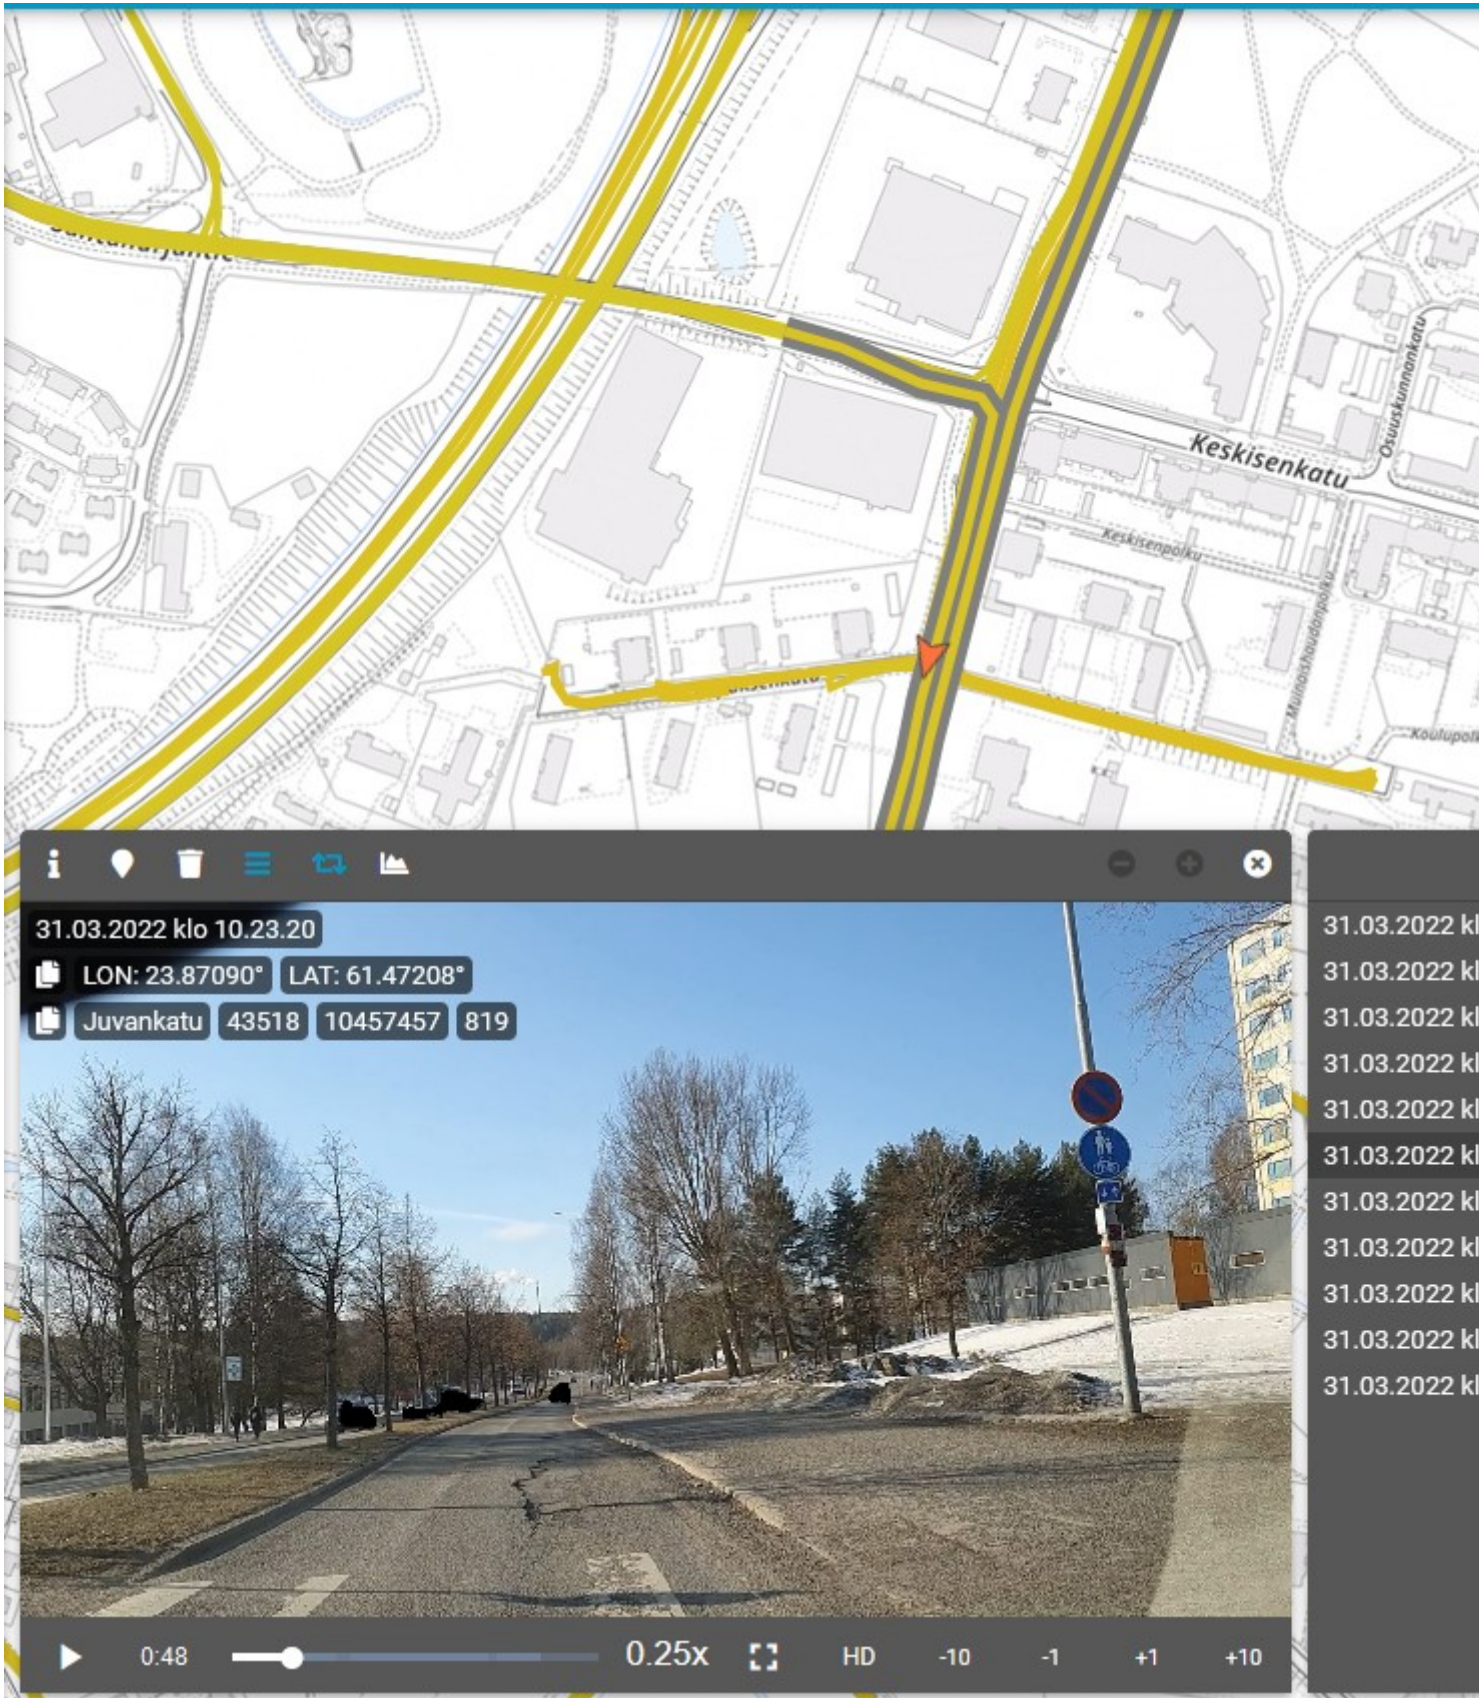 Osuuskunnankatu
Keskisenkatu
Keskisenpolku
Muinaishaudanpolku
31.03.2022 klo 10.23.20
LON: 23.87090° LAT: 61.47208°
Juvankatu 43518 10457457 819
31.03.2022 kl
31.03.2022 kl
31.03.2022 kl
31.03.2022 kl
31.03.2022 kl
31.03.2022 kl
31.03.2022 kl
31.03.2022 kl
31.03.2022 kl
31.03.2022 kl
31.03.2022 kl
0:48 0.25x HD -10 -1 +1 +10